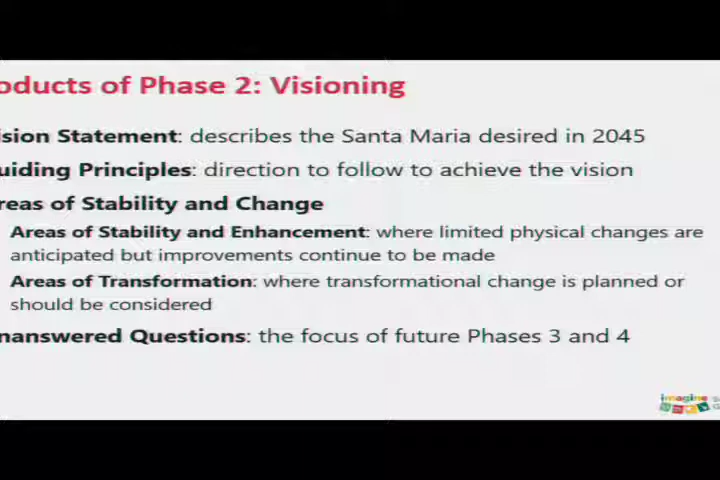 oducts of Phase 2: Visioning
ision Statement: describes the Santa Maria desired in 2045
uiding Principles: direction to follow to achieve the vision
reas of Stability and Change
Areas of Stability and Enhancement: where limited physical changes are
anticipated but improvements continue to be made
Areas of Transformation: where transformational change is planned or
should be considered
nanswered Questions: the focus of future Phases 3 and 4
imagine